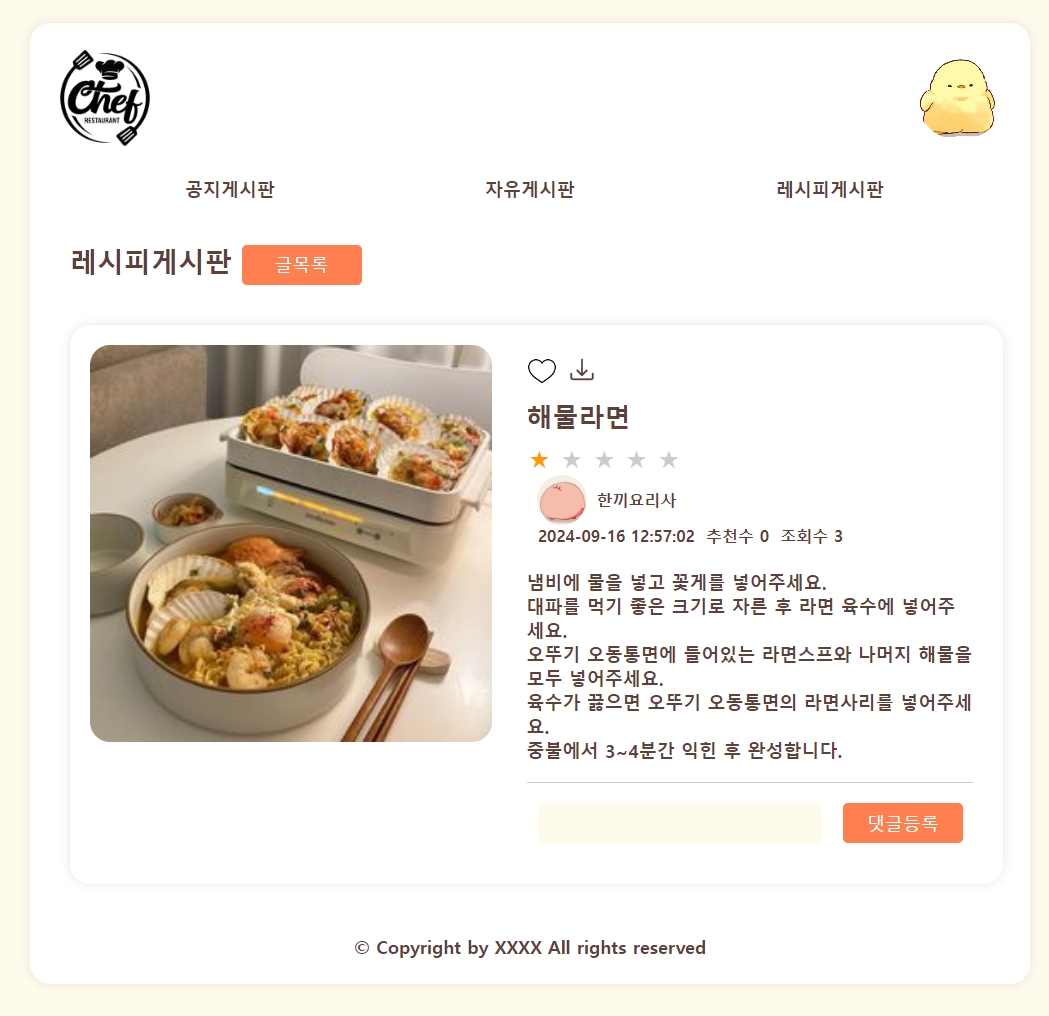 Chef
RESTAURANT
공지게시판 자유게시판 레시피게시판
레시피게시판 글목록
해물라면
한끼요리사
2024-09-16 12:57:02 추천수 0 조회수 3
냄비에 물을 넣고 꽃게를 넣어주세요.
대파를 먹기 좋은 크기로 자른 후 라면 육수에 넣어주
세요.
오뚜기 오동통면에 들어있는 라면스프와 나머지 해물을
모두 넣어주세요.
육수가 끓으면 오뚜기 오동통면의 라면사리를 넣어주세
요.
중불에서 3~4분간 익힌 후 완성합니다.
댓글등록
© Copyright by XXXX All rights reserved